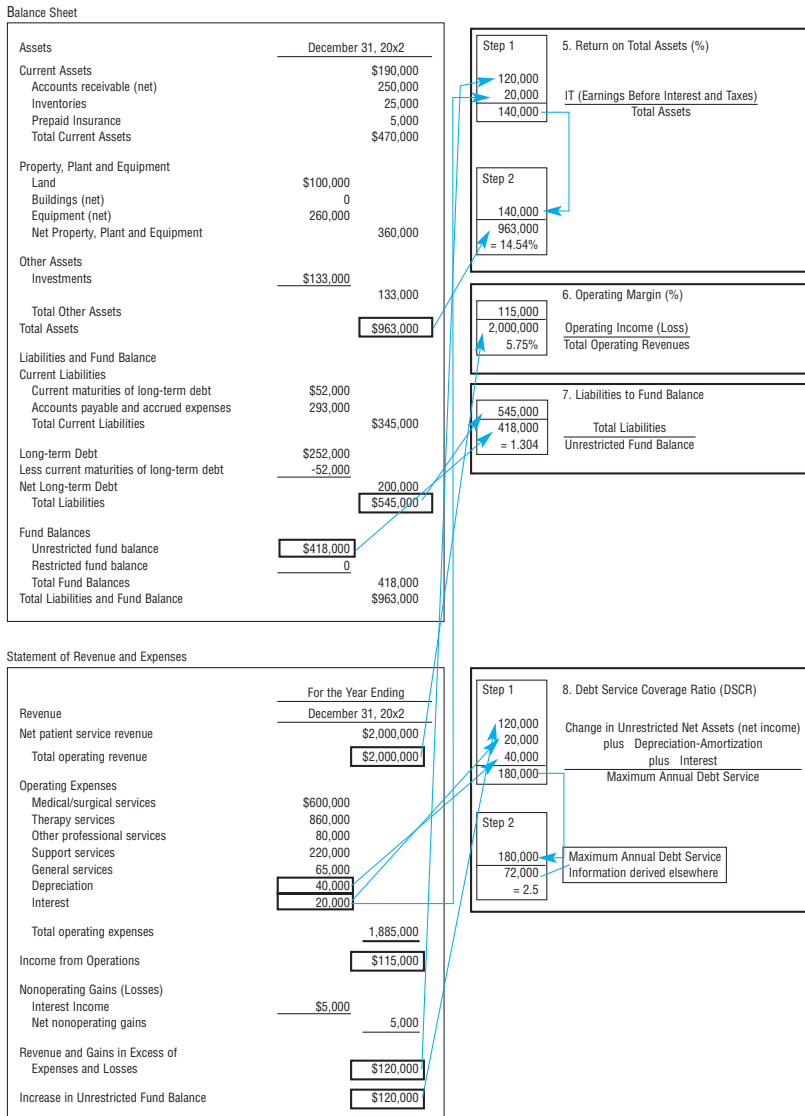 Balance Sheet
Assets December 31, 20x2
Current Assets $190,000
Accounts receivable (net) 250,000
Inventories 25,000
Prepaid Insurance 5,000
Total Current Assets $470,000
Property, Plant and Equipment
Land $100,000
Buildings (net) 0
Equipment (net) 260,000
Net Property, Plant and Equipment 360,000
Other Assets
Investments $133,000
133,000
Total Other Assets
Total Assets $963,000
Liabilities and Fund Balance
Current Liabilities
Current maturities of long-term debt $52,000
Accounts payable and accrued expenses 293,000
Total Current Liabilities $345,000
Long-term Debt $252,000
Less current maturities of long-term debt -52,000
Net Long-term Debt 200,000
Total Liabilities $545,000
Fund Balances
Unrestricted fund balance $418,000
Restricted fund balance 0
Total Fund Balances 418,000
Total Liabilities and Fund Balance $963,000
Step 1 5. Return on Total Assets (%)
120,000
20,000 IT (Earnings Before Interest and Taxes)
140,000 Total Assets
Step 2
140,000
963,000
= 14.54%
6. Operating Margin (%)
115,000
2,000,000 Operating Income (Loss)
5.75% Total Operating Revenues
7. Liabilities to Fund Balance
545,000
418,000 Total Liabilities
= 1.304 Unrestricted Fund Balance
Statement of Revenue and Expenses
For the Year Ending
Revenue December 31, 20x2
Net patient service revenue $2,000,000
Total operating revenue $2,000,000
Operating Expenses
Medical/surgical services $600,000
Therapy services 860,000
Other professional services 80,000
Support services 220,000
General services 65,000
Depreciation 40,000
Interest 20,000
Total operating expenses 1,885,000
Income from Operations $115,000
Nonoperating Gains (Losses)
Interest Income $5,000
Net nonoperating gains 5,000
Revenue and Gains in Excess of
Expenses and Losses $120,000
Increase in Unrestricted Fund Balance $120,000
Step 1 8. Debt Service Coverage Ratio (DSCR)
120,000 Change in Unrestricted Net Assets (net income)
20,000 plus Depreciation-Amortization
40,000 plus Interest
180,000 Maximum Annual Debt Service
Step 2
180,000 Maximum Annual Debt Service
72,000 Information derived elsewhere
= 2.5